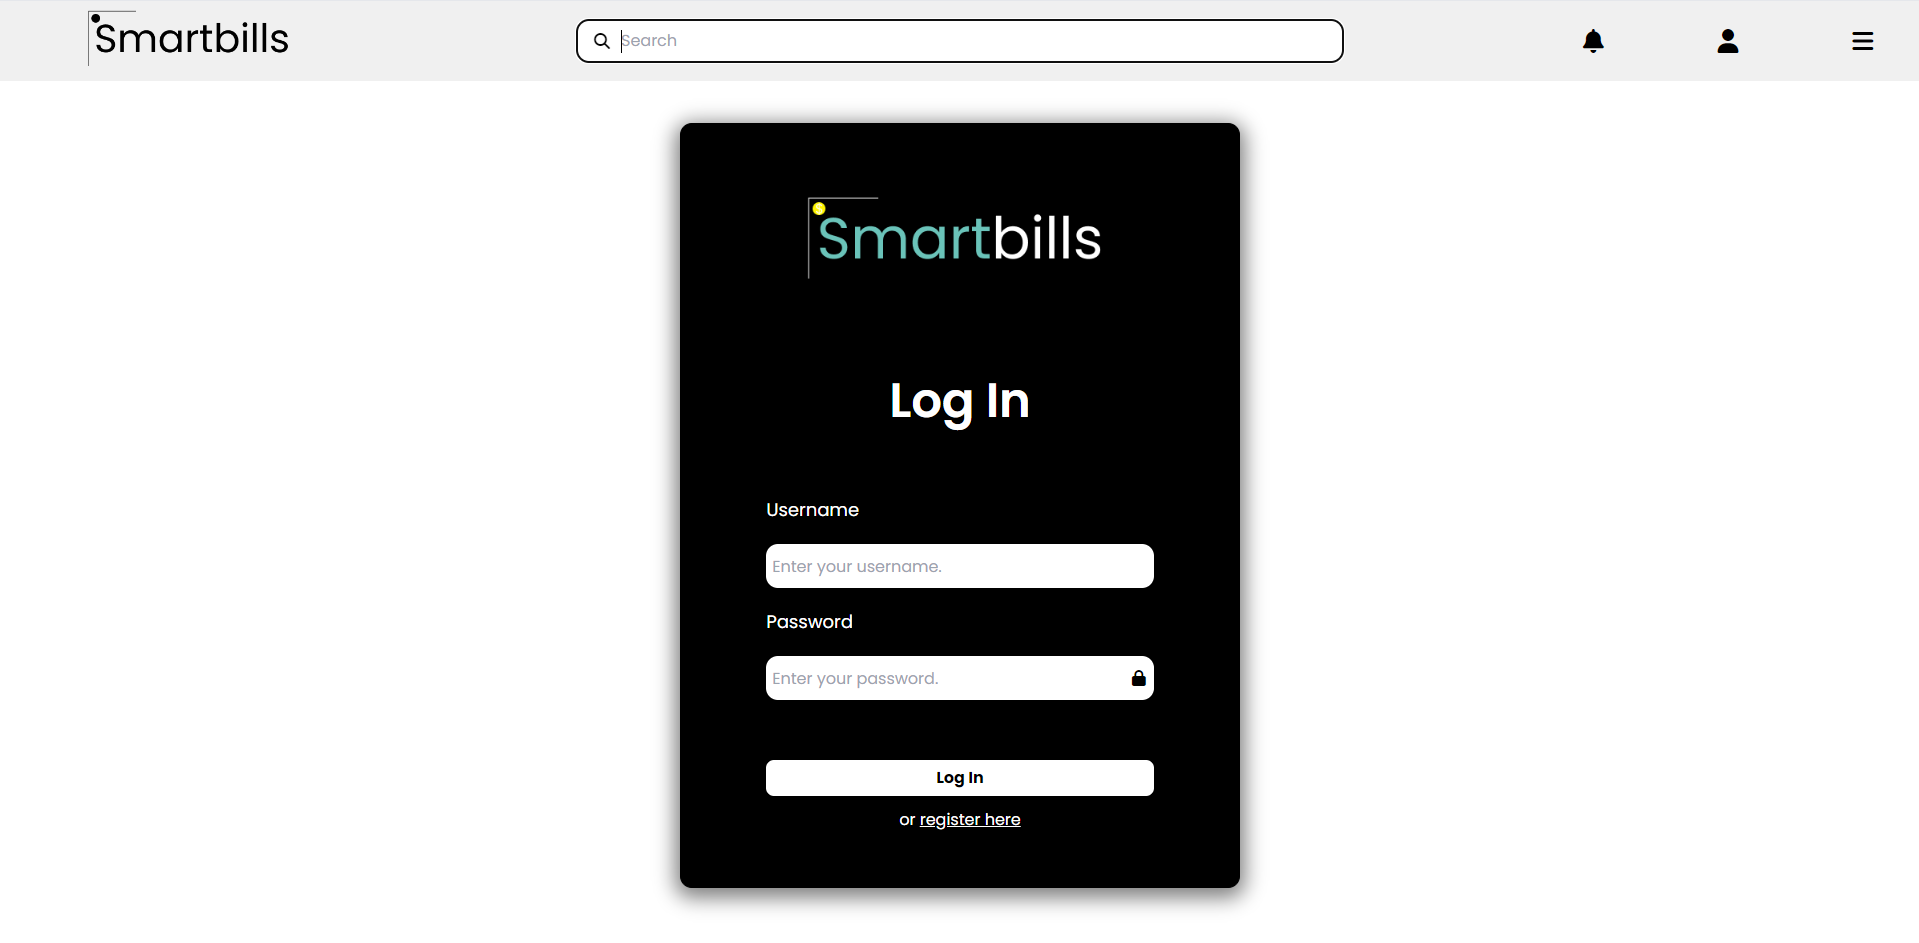 Smartbills
Search
Smartbills
Log In
Username
Enter your username.
Password
Enter your password.
Log In
or register here